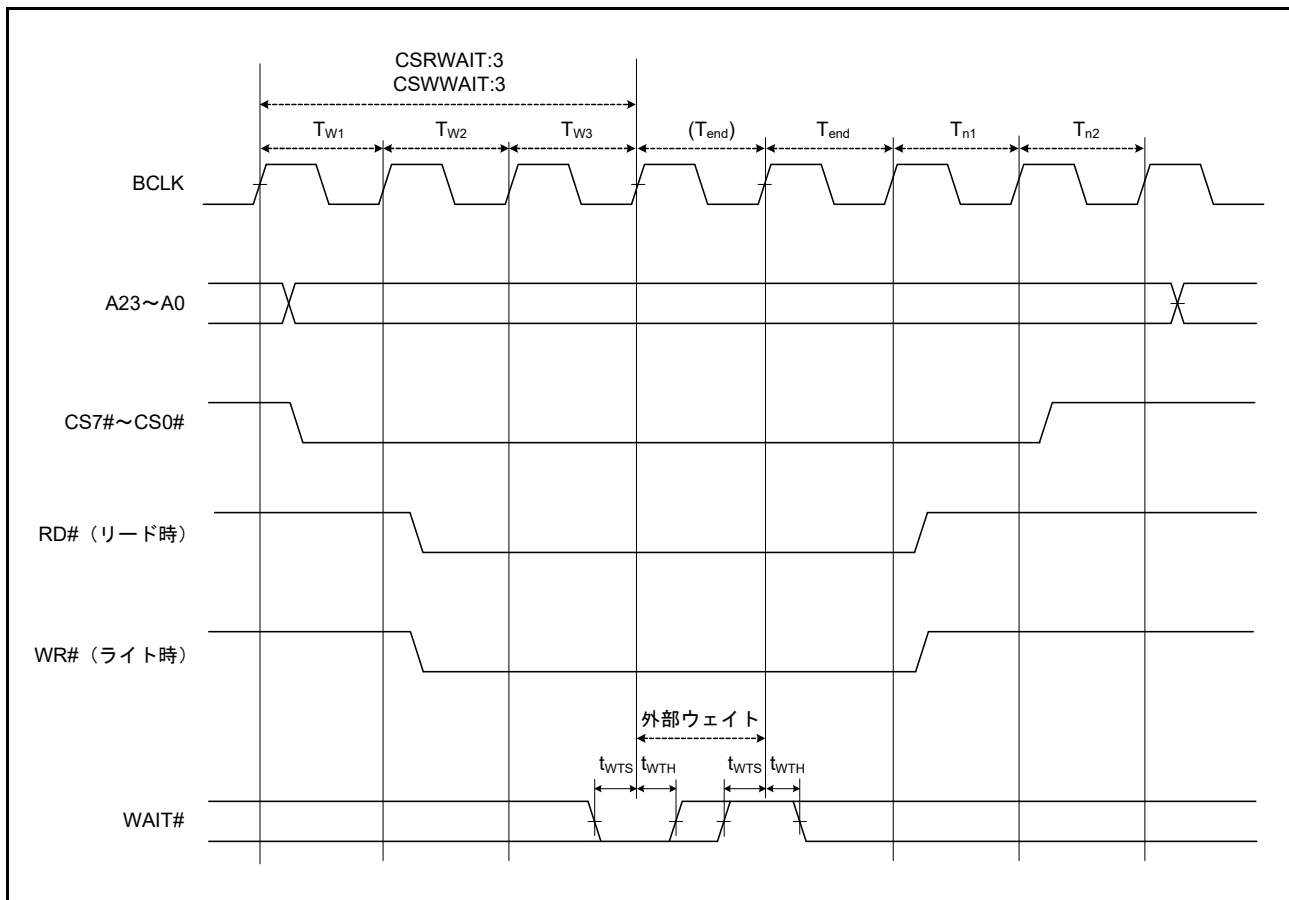 CSRWAIT:3
CSWWAIT:3
TW1 TW2 TW3 (Tend) Tend Tn1 Tn2
BCLK
A23～A0
CS7#～CS0#
RD#（リード時）
WR#（ライト時）
外部ウェイト
tWTS tWTH tWTS tWTH
WAIT#